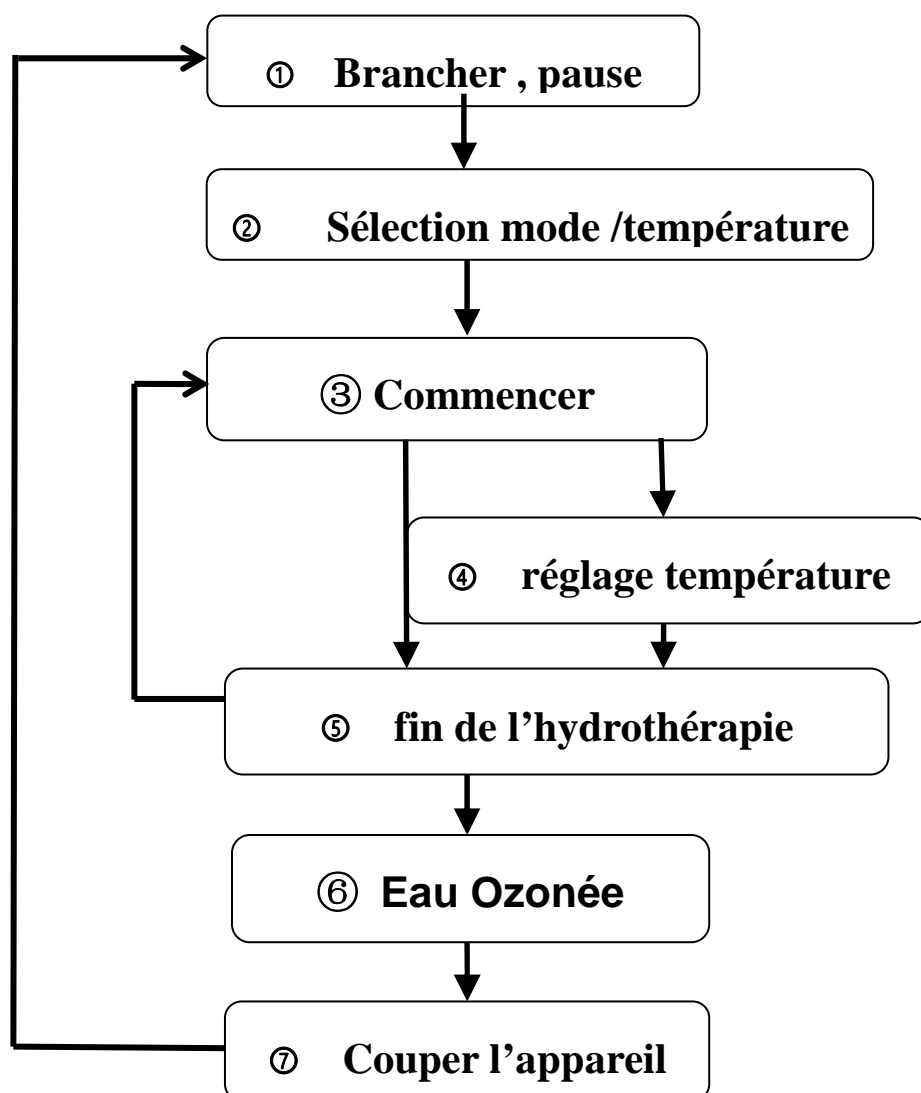 ① Brancher , pause
② Sélection mode /température
③ Commencer
④ réglage température
⑤ fin de l’hydrothérapie
⑥ Eau Ozonée
⑦ Couper l’appareil